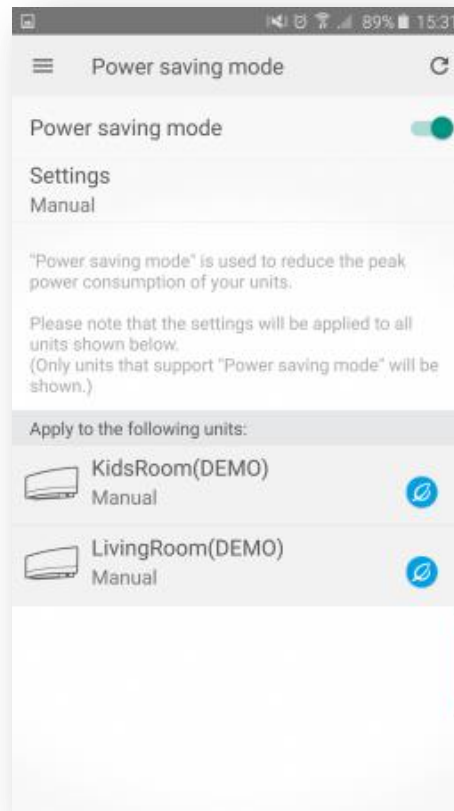 89% 15:31
Power saving mode
Power saving mode
Settings
Manual
"Power saving mode" is used to reduce the peak
power consumption of your units.
Please note that the settings will be applied to all
units shown below.
(Only units that support "Power saving mode" will be
shown.)
Apply to the following units:
KidsRoom(DEMO)
Manual
LivingRoom(DEMO)
Manual